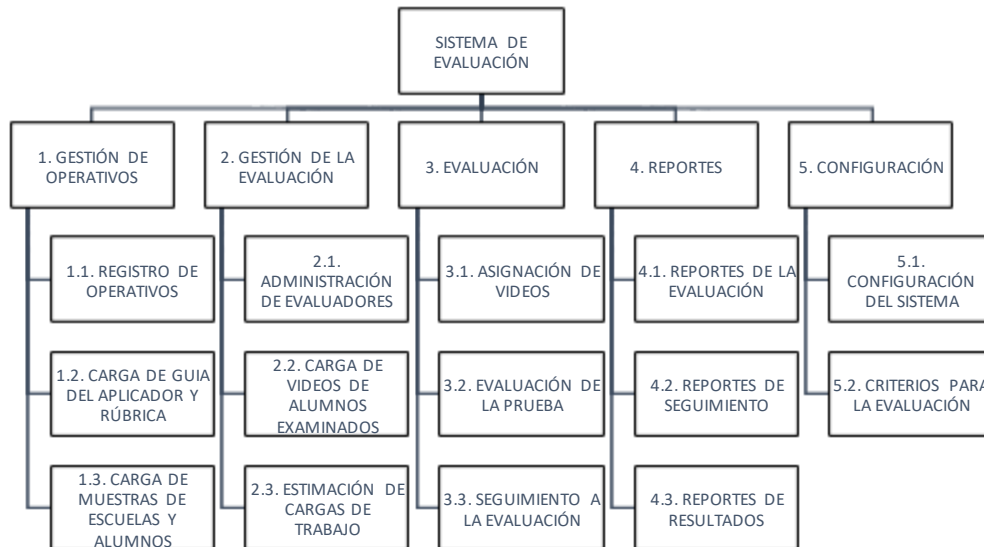 SISTEMA DE
EVALUACIÓN
1. GESTIÓN DE
OPERATIVOS
2. GESTIÓN DE LA
EVALUACIÓN
3. EVALUACIÓN
4. REPORTES
5. CONFIGURACIÓN
1.1. REGISTRO DE
OPERATIVOS
2.1.
ADMINISTRACIÓN
DE EVALUADORES
3.1. ASIGNACIÓN DE
VIDEOS
4.1. REPORTES DE LA
EVALUACIÓN
5.1.
CONFIGURACIÓN
DEL SISTEMA
1.2. CARGA DE GUIA
DEL APLICADOR Y
RÚBRICA
2.2. CARGA DE
VIDEOS DE
ALUMNOS
EXAMINADOS
3.2. EVALUACIÓN DE
LA PRUEBA
4.2. REPORTES DE
SEGUIMIENTO
5.2. CRITERIOS PARA
LA EVALUACIÓN
1.3. CARGA DE
MUESTRAS DE
ESCUELAS Y
ALUMNOS
2.3. ESTIMACIÓN DE
CARGAS DE
TRABAJO
3.3. SEGUIMIENTO A
LA EVALUACIÓN
4.3. REPORTES DE
RESULTADOS